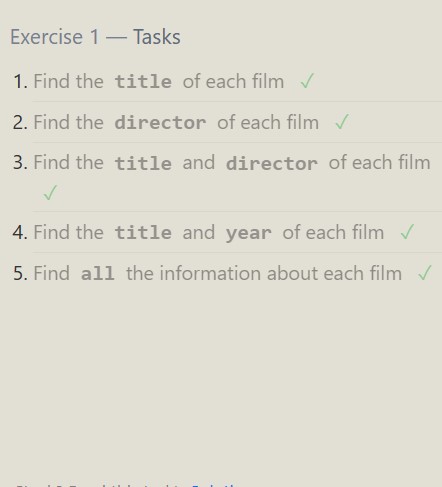 Exercise 1 — Tasks
1. Find the title of each film ✓
2. Find the director of each film ✓
3. Find the title and director of each film
✓
4. Find the title and year of each film ✓
5. Find all the information about each film ✓